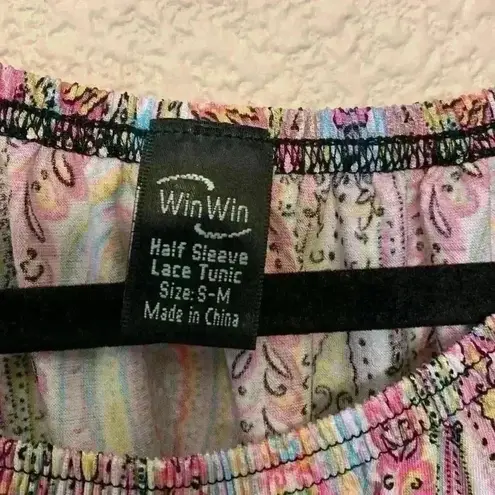 Win Win
Half Sleeve
Lace Tunic
Size: S-M
Made in China